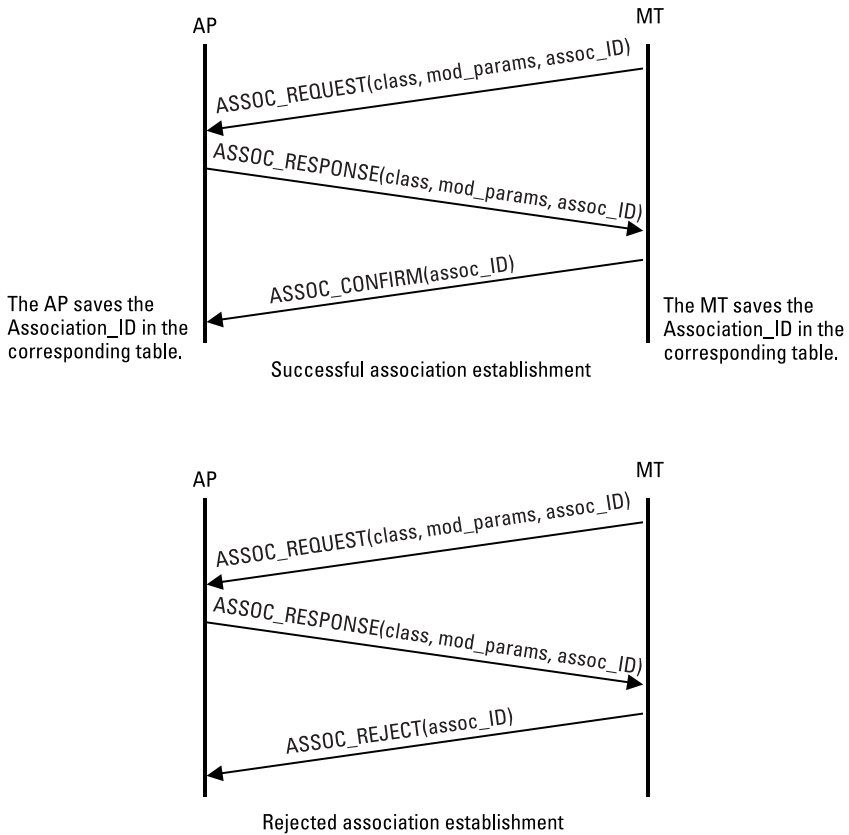 AP
MT
ASSOC_REQUEST(class, mod_params, assoc_ID)
ASSOC_RESPONSE(class, mod_params, assoc_ID)
ASSOC_CONFIRM(assoc_ID)
The AP saves the
Association_ID in the
corresponding table.
The MT saves the
Association_ID in the
corresponding table.
Successful association establishment
AP
MT
ASSOC_REQUEST(class, mod_params, assoc_ID)
ASSOC_RESPONSE(class, mod_params, assoc_ID)
ASSOC_REJECT(assoc_ID)
Rejected association establishment